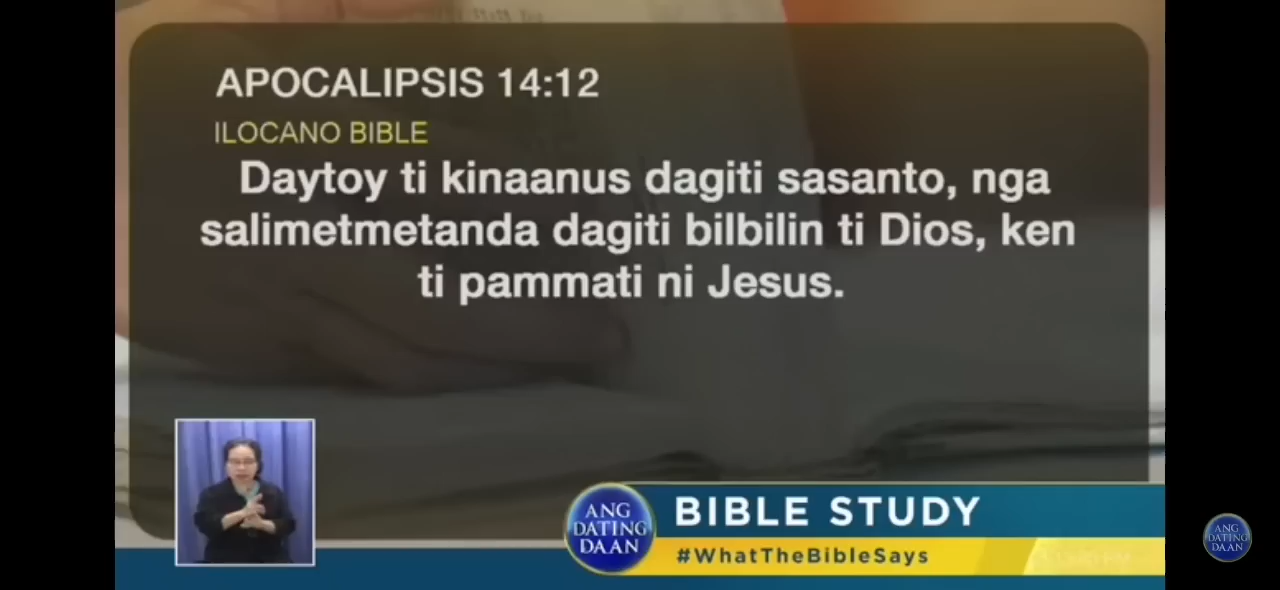 APOCALIPSIS 14:12
ILOCANO BIBLE
Daytoy ti kinaanus dagiti sasanto, nga
salimetmetanda dagiti bilbilin ti Dios, ken
ti pammati ni Jesus.
ANG
DATING
DAAN
BIBLE STUDY
#WhatTheBibleSays
ANG
DATING
DAAN